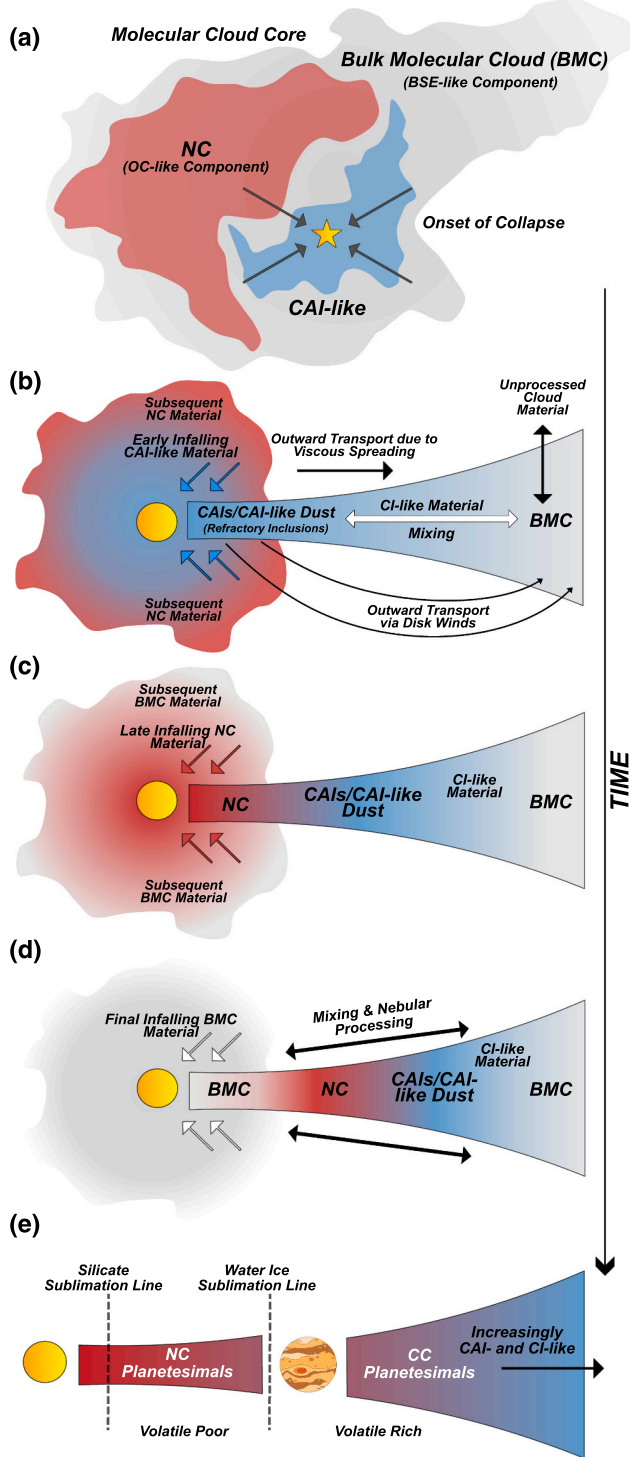 (a)
Molecular Cloud Core
Bulk Molecular Cloud (BMC)
(BSE-like Component)
NC
(OC-like Component)
Onset of Collapse
CAI-like
(b)
Subsequent
NC Material
Early Infalling
CAI-like Material
Outward Transport due to
Viscous Spreading
Unprocessed
Cloud
Material
CAIs/CAI-like Dust
(Refractory Inclusions)
CI-like Material
Mixing
BMC
Subsequent
NC Material
Outward Transport
via Disk Winds
(c)
Subsequent
BMC Material
Late Infalling NC
Material
NC
CAIs/CAI-like
Dust
CI-like
Material
BMC
Subsequent
BMC Material
TIME
(d)
Final Infalling BMC
Material
Mixing & Nebular
Processing
BMC
NC
CAIs/CAI-
like Dust
CI-like
Material
BMC
(e)
Silicate
Sublimation Line
Water Ice
Sublimation Line
NC
Planetesimals
CC
Planetesimals
Increasingly
CAI- and CI-like
Volatile Poor
Volatile Rich